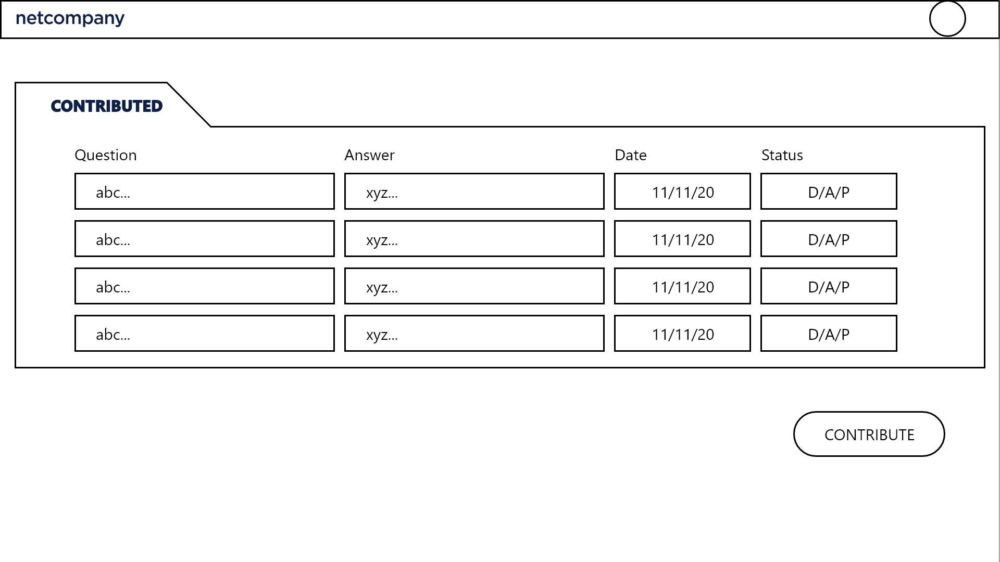 netcompany
CONTRIBUTED
Question Answer Date Status
abc... xyz... 11/11/20 D/A/P
abc... xyz... 11/11/20 D/A/P
abc... xyz... 11/11/20 D/A/P
abc... xyz... 11/11/20 D/A/P
CONTRIBUTE